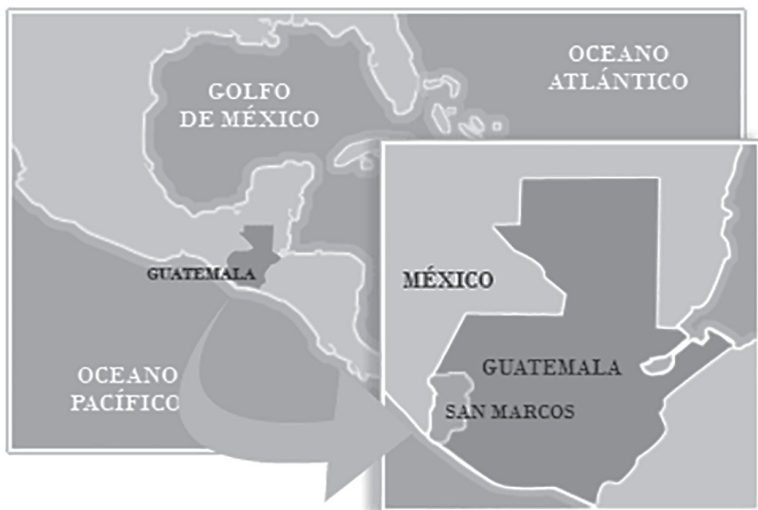 GOLFO
DE MÉXICO
OCEANO
ATLÁNTICO
GUATEMALA
OCEANO
PACÍFICO
MÉXICO
GUATEMALA
SAN MARCOS